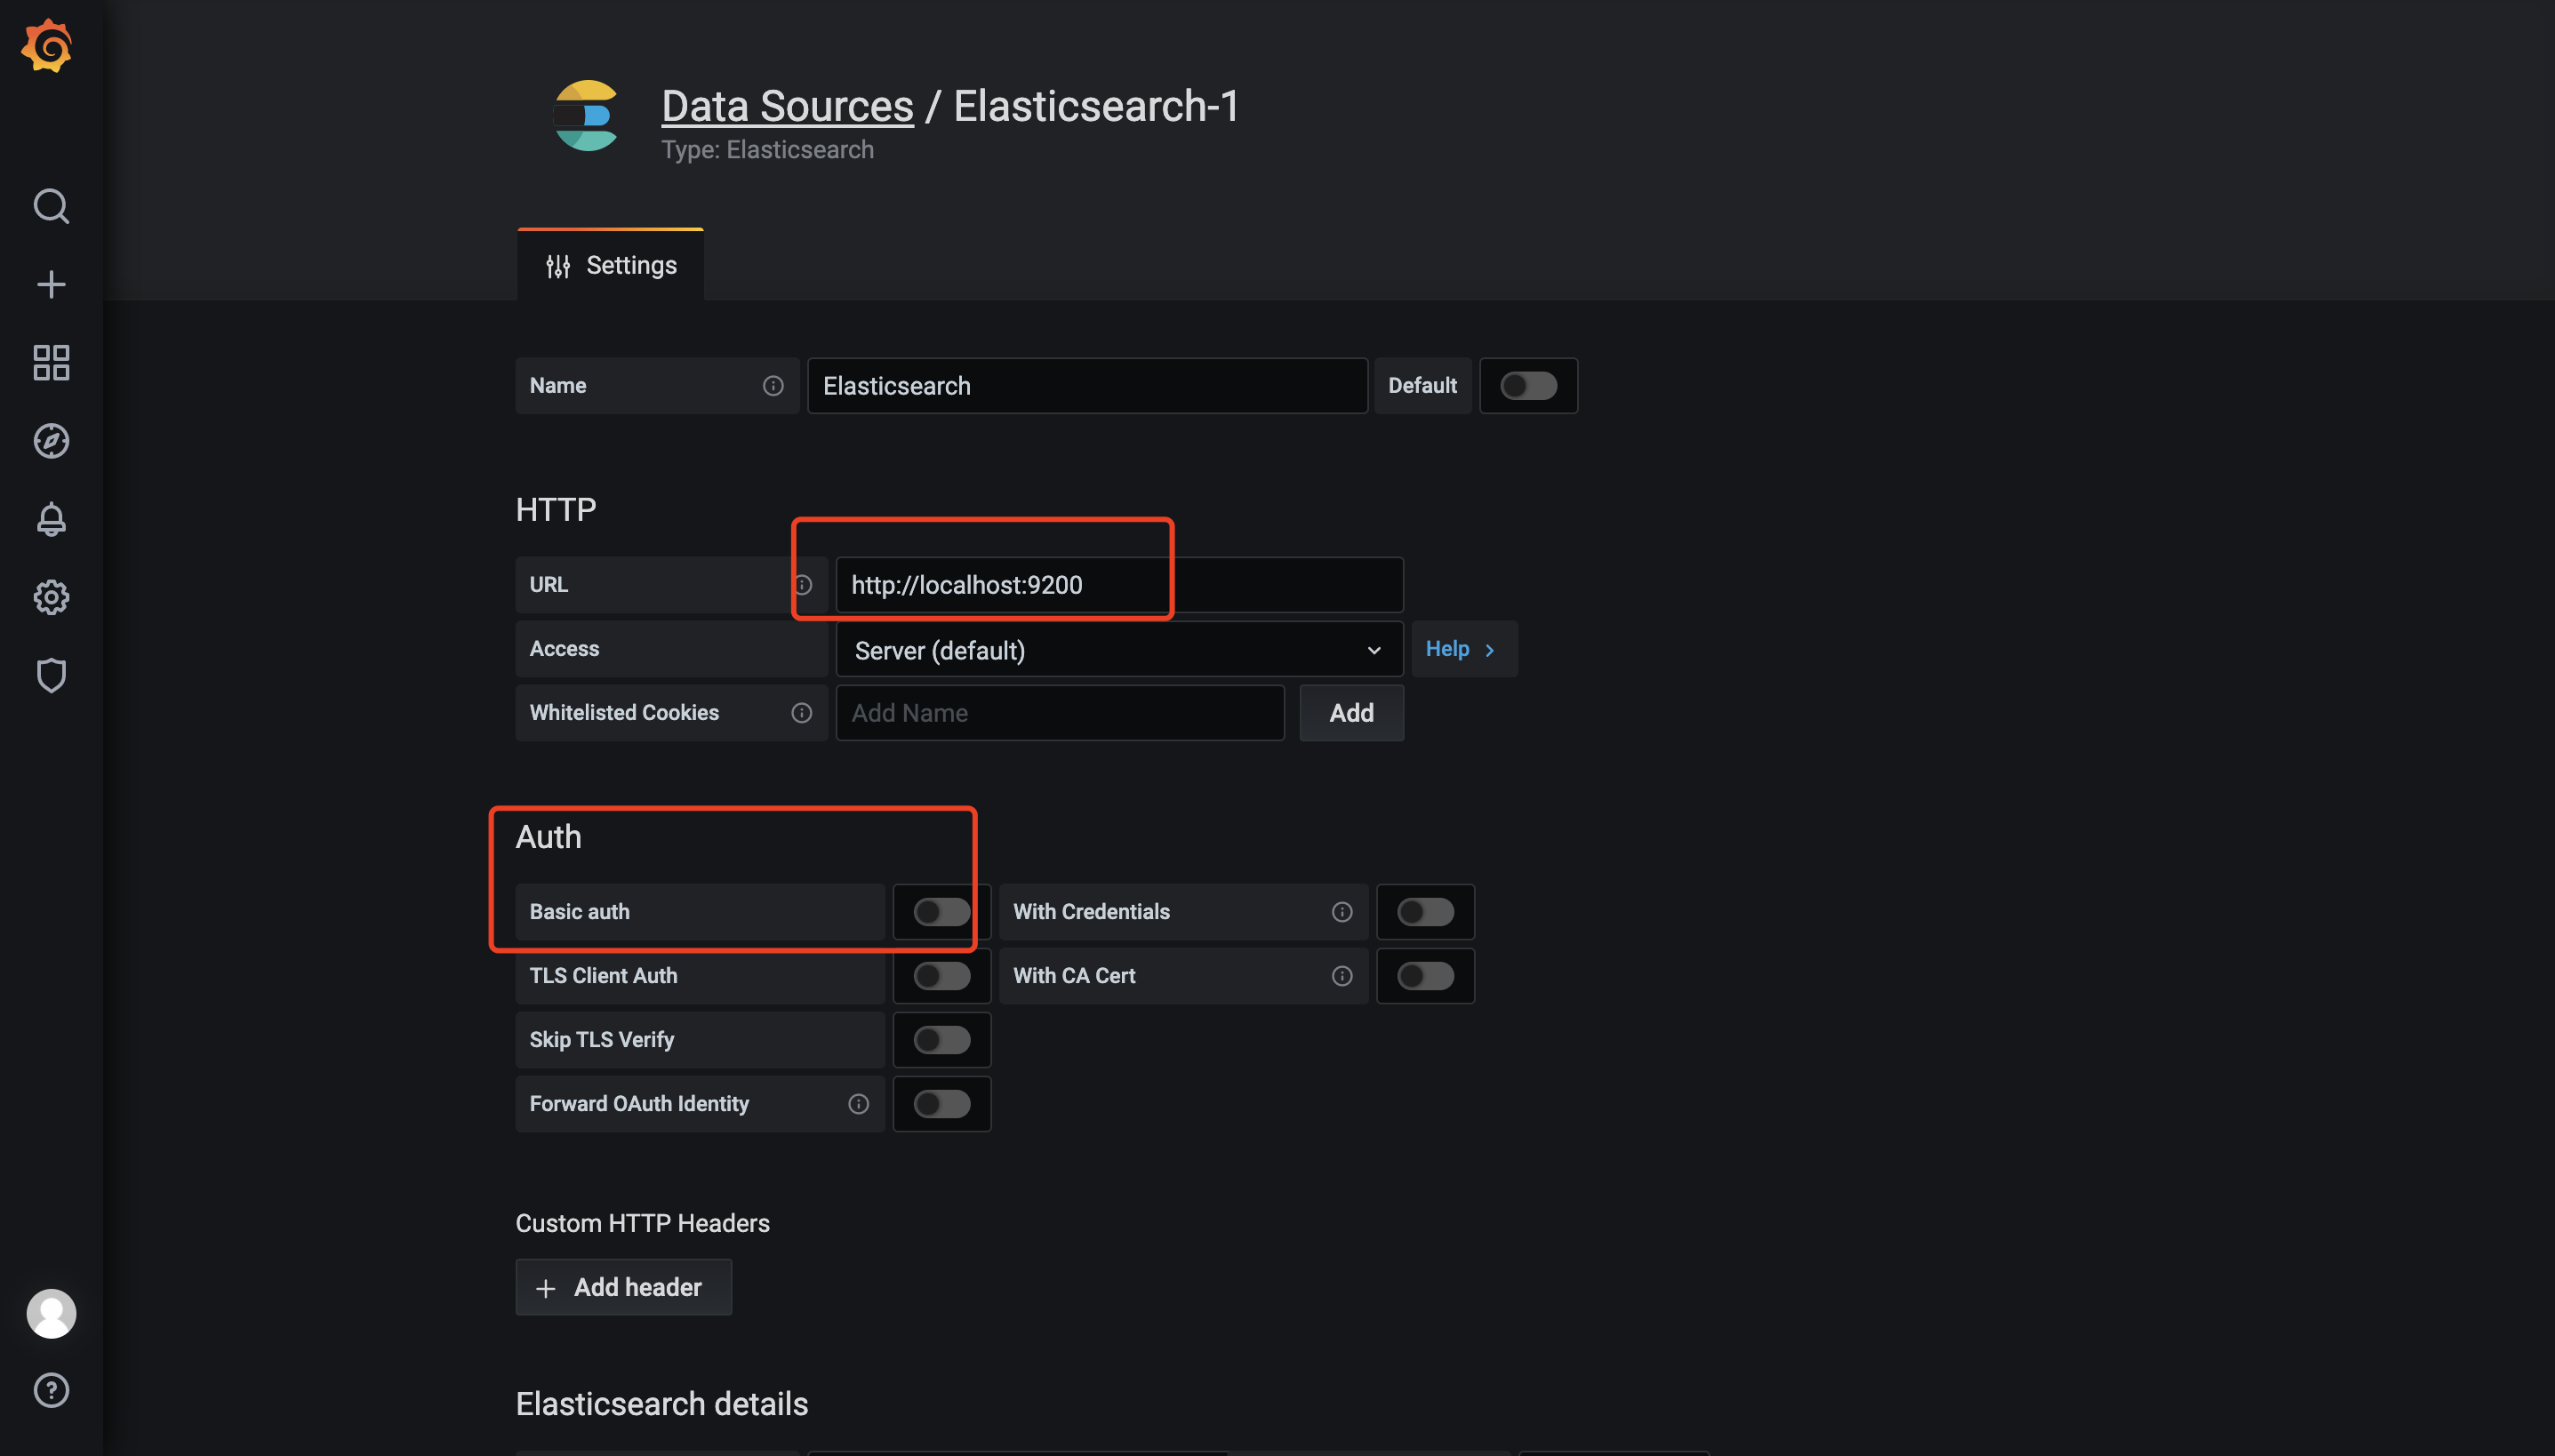 Data Sources / Elasticsearch-1
Type: Elasticsearch
Settings
Name Elasticsearch Default
HTTP
URL http://localhost:9200
Access Server (default) Help
Whitelisted Cookies Add Name Add
Auth
Basic auth With Credentials
TLS Client Auth With CA Cert
Skip TLS Verify
Forward OAuth Identity
Custom HTTP Headers
Add header
Elasticsearch details